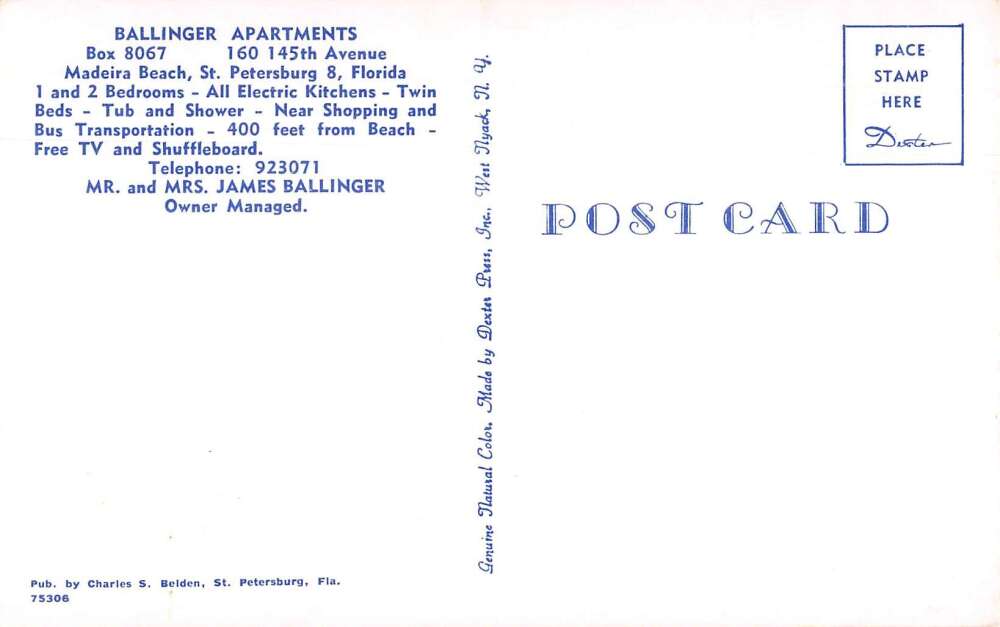 BALLINGER APARTMENTS
Box 8067 160 145th Avenue
Madeira Beach, St. Petersburg 8, Florida
1 and 2 Bedrooms - All Electric Kitchens - Twin
Beds - Tub and Shower - Near Shopping and
Bus Transportation - 400 feet from Beach -
Free TV and Shuffleboard.
Telephone: 923071
MR. and MRS. JAMES BALLINGER
Owner Managed.
Pub. by Charles S. Belden, St. Petersburg, Fla.
75306
Genuine Natural Color. Made by Dexter Press, Inc., West Nyack, N. Y.
PLACE
STAMP
HERE
Dexter
POST CARD